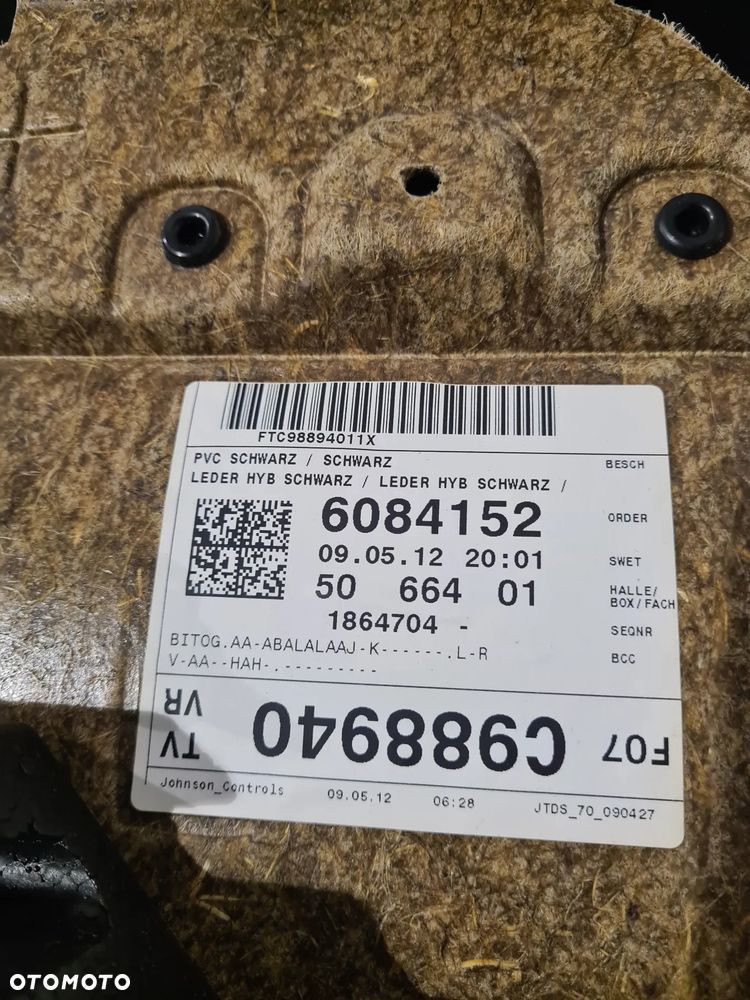 FTC98894011X
PVC SCHWARZ / SCHWARZ BESCH
LEDER HYB SCHWARZ / LEDER HYB SCHWARZ /
6084152 ORDER
09.05.12 20:01 SWET
50 664 01 HALLE/
BOX/FACH
1864704 - SEQNR
BITOG.AA-ABALALAAJ-K------.L-R BCC
V-AA--HAH-.---------
F07 C988940 TV
VR
Johnson_Controls 09.05.12 06:28 JTDS_70_090427
OTOMOTO